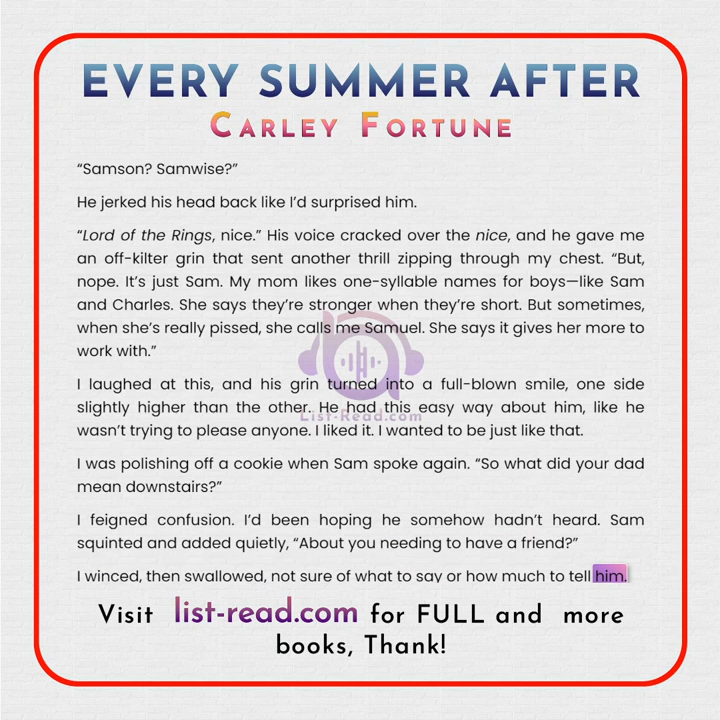 EVERY SUMMER AFTER
CARLEY FORTUNE
“Samson? Samwise?”
He jerked his head back like I’d surprised him.
“Lord of the Rings, nice.” His voice cracked over the nice, and he gave me
an off-kilter grin that sent another thrill zipping through my chest. “But,
nope. It’s just Sam. My mom likes one-syllable names for boys—like Sam
and Charles. She says they’re stronger when they’re short. But sometimes,
when she’s really pissed, she calls me Samuel. She says it gives her more to
work with.”
I laughed at this, and his grin turned into a full-blown smile, one side
slightly higher than the other. He had this easy way about him, like he
List-Read.com
wasn’t trying to please anyone. I liked it. I wanted to be just like that.
I was polishing off a cookie when Sam spoke again. “So what did your dad
mean downstairs?”
I feigned confusion. I’d been hoping he somehow hadn’t heard. Sam
squinted and added quietly, “About you needing to have a friend?”
I winced, then swallowed, not sure of what to say or how much to tell him.
Visit list-read.com for FULL and more
books, Thank!